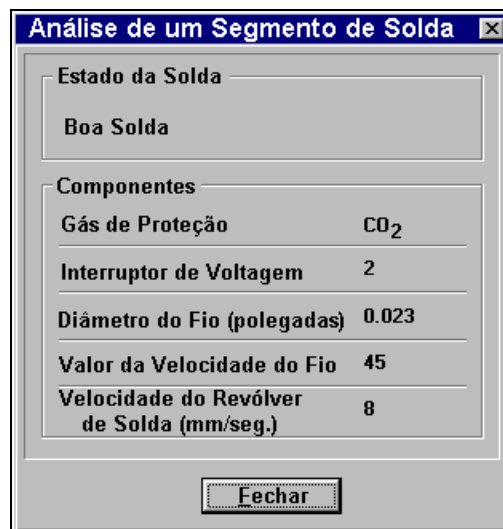 Análise de um Segmento de Solda
Estado da Solda
Boa Solda
Componentes
Gás de Proteção CO2
Interruptor de Voltagem 2
Diâmetro do Fio (polegadas) 0.023
Valor da Velocidade do Fio 45
Velocidade do Revólver
de Solda (mm/seg.) 8
Fechar